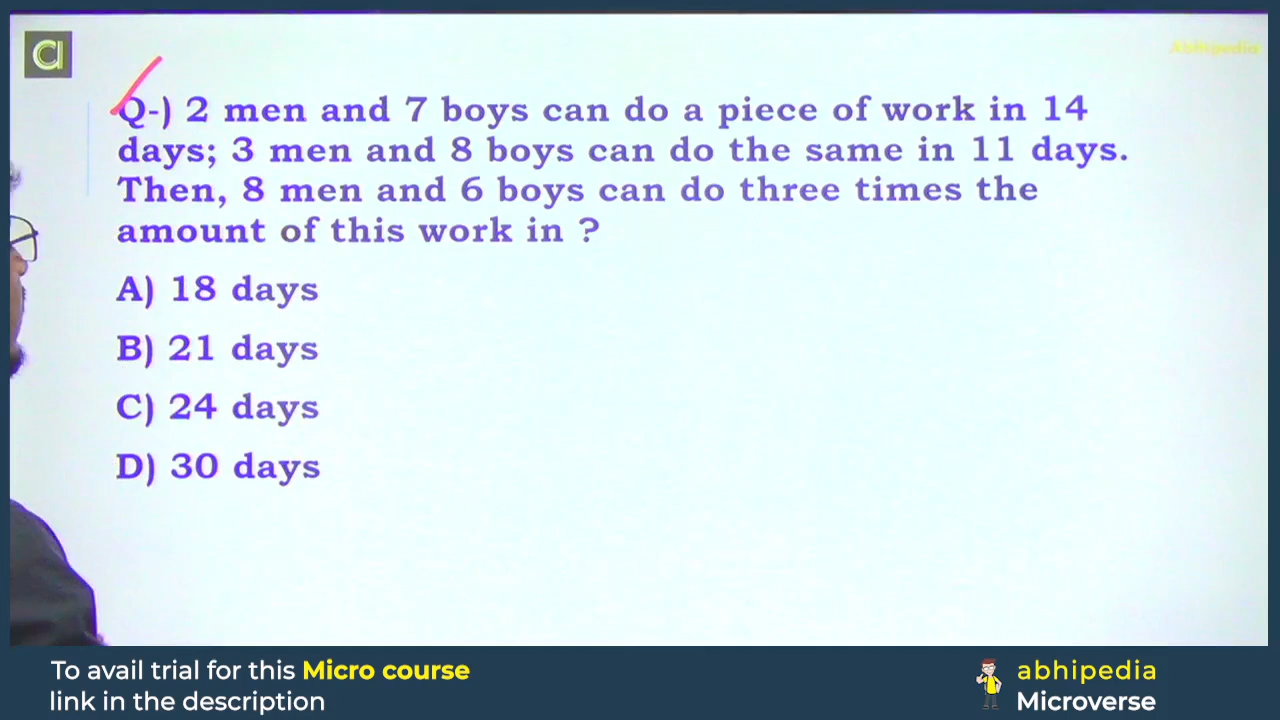 Abhipedia
Q-) 2 men and 7 boys can do a piece of work in 14
days; 3 men and 8 boys can do the same in 11 days.
Then, 8 men and 6 boys can do three times the
amount of this work in ?
A) 18 days
B) 21 days
C) 24 days
D) 30 days
To avail trial for this Micro course
link in the description
abhipedia
Microverse